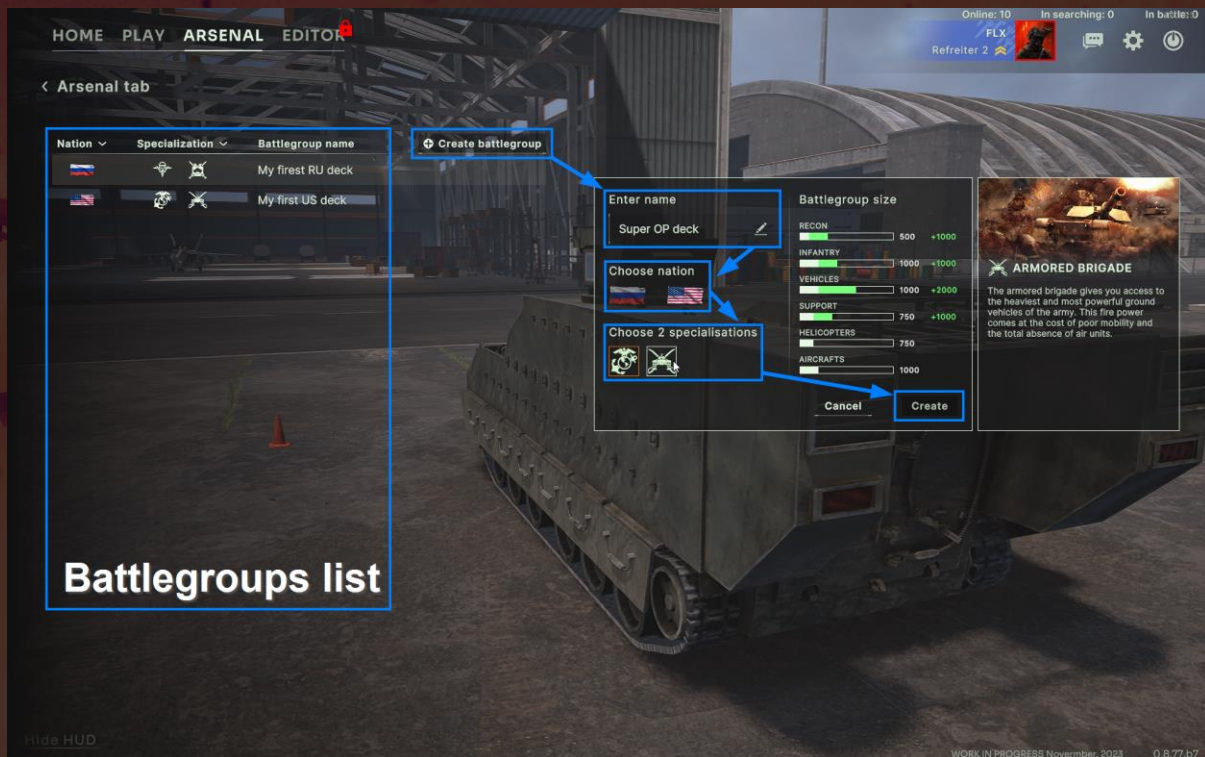 HOME PLAY ARSENAL EDITOR
Online: 10 In searching: 0 In battle: 0
FLX
Refreiter 2
< Arsenal tab
Nation Specialization Battlegroup name
My firest RU deck
My first US deck
Create battlegroup
Enter name
Super OP deck
Choose nation
Choose 2 specialisations
Battlegroup size
RECON
500 +1000
INFANTRY
1000 +1000
VEHICLES
1000 +2000
SUPPORT
750 +1000
HELICOPTERS
750
AIRCRAFTS
1000
Cancel Create
ARMORED BRIGADE
The armored brigade gives you access to
the heaviest and most powerful ground
vehicles of the army. This fire power
comes at the cost of poor mobility and
the total absence of air units.
Battlegroups list
Hide HUD
WORK IN PROGRESS Novermber, 2023 0.8.77.b7